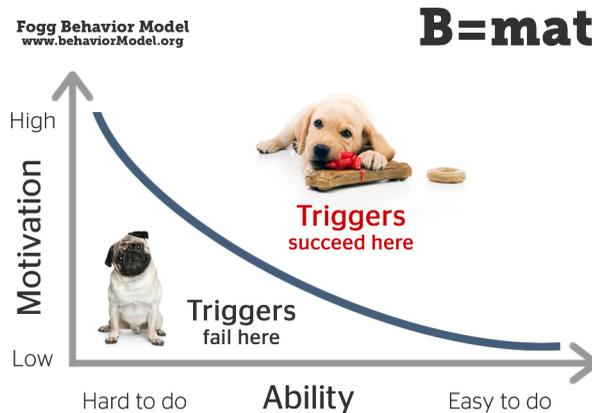 Fogg Behavior Model
www.behaviorModel.org
B=mat
High
Motivation
Low
Triggers
succeed here
Triggers
fail here
Hard to do
Ability
Easy to do